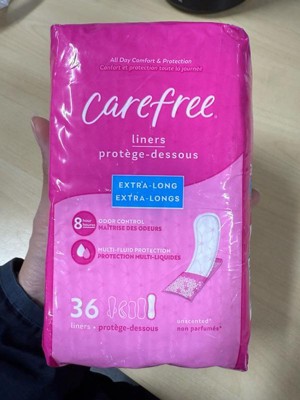 All Day Comfort & Protection
Confort et protection toute la journée
Carefree®
liners
protège-dessous
EXTRA-LONG
EXTRA-LONGS
8
ODOR CONTROL
MAÎTRISE DES ODEURS
MULTI-FLUID PROTECTION
PROTECTION MULTI-LIQUIDES
36
liners • protège-dessous
unscented*
non parfumés*